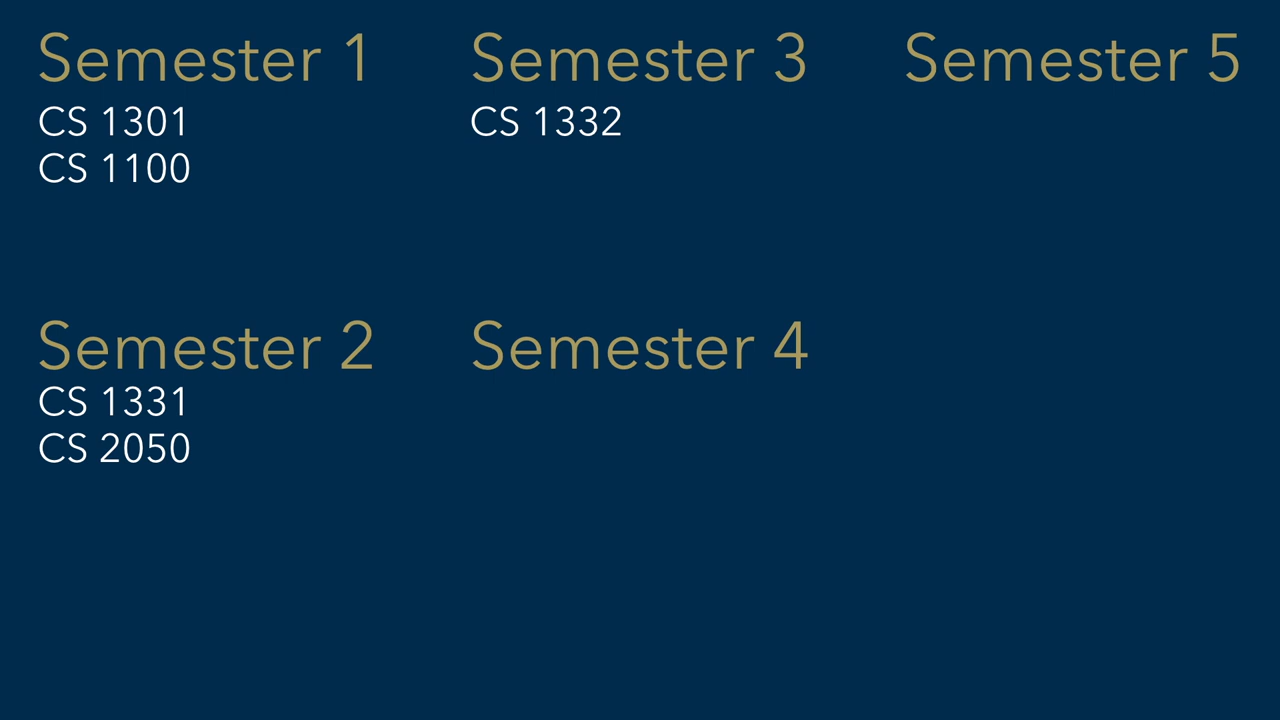 Semester 1
CS 1301
CS 1100
Semester 2
CS 1331
CS 2050
Semester 3
CS 1332
Semester 4
Semester 5